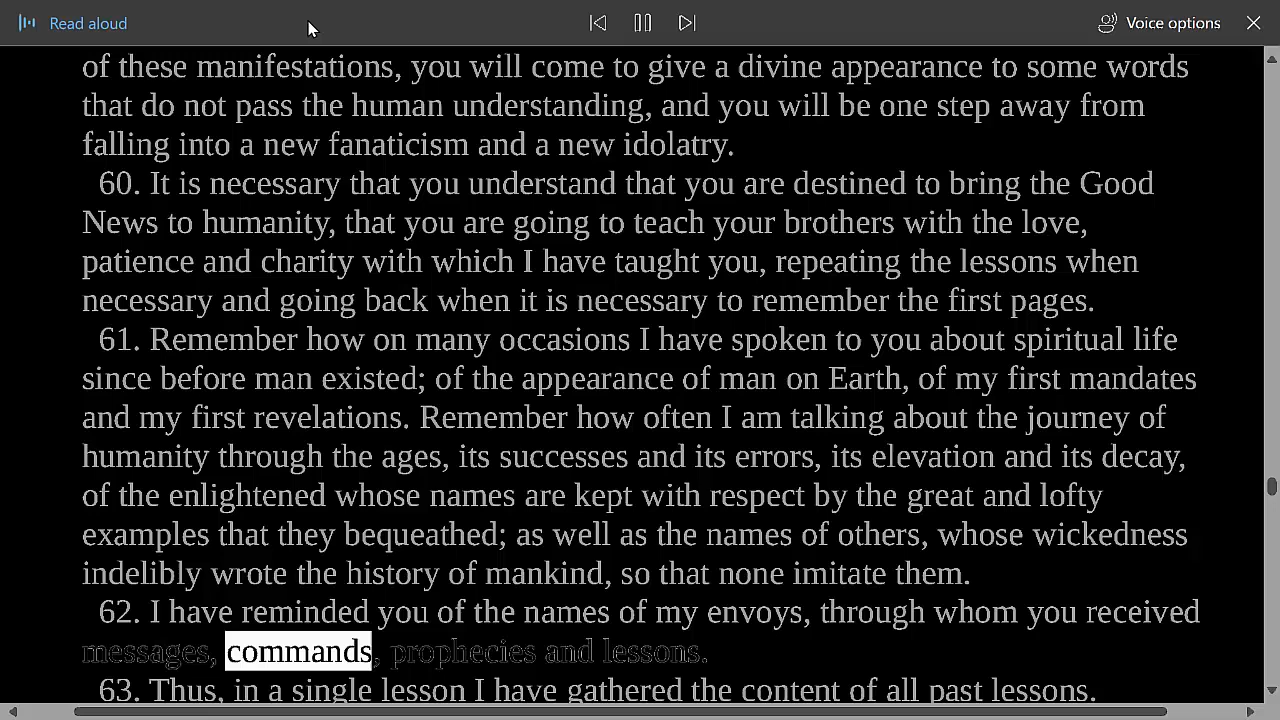 Read aloud
Voice options
of these manifestations, you will come to give a divine appearance to some words
that do not pass the human understanding, and you will be one step away from
falling into a new fanaticism and a new idolatry.
60. It is necessary that you understand that you are destined to bring the Good
News to humanity, that you are going to teach your brothers with the love,
patience and charity with which I have taught you, repeating the lessons when
necessary and going back when it is necessary to remember the first pages.
61. Remember how on many occasions I have spoken to you about spiritual life
since before man existed; of the appearance of man on Earth, of my first mandates
and my first revelations. Remember how often I am talking about the journey of
humanity through the ages, its successes and its errors, its elevation and its decay,
of the enlightened whose names are kept with respect by the great and lofty
examples that they bequeathed; as well as the names of others, whose wickedness
indelibly wrote the history of mankind, so that none imitate them.
62. I have reminded you of the names of my envoys, through whom you received
messages, commands, prophecies and lessons.
63. Thus, in a single lesson I have gathered the content of all past lessons.